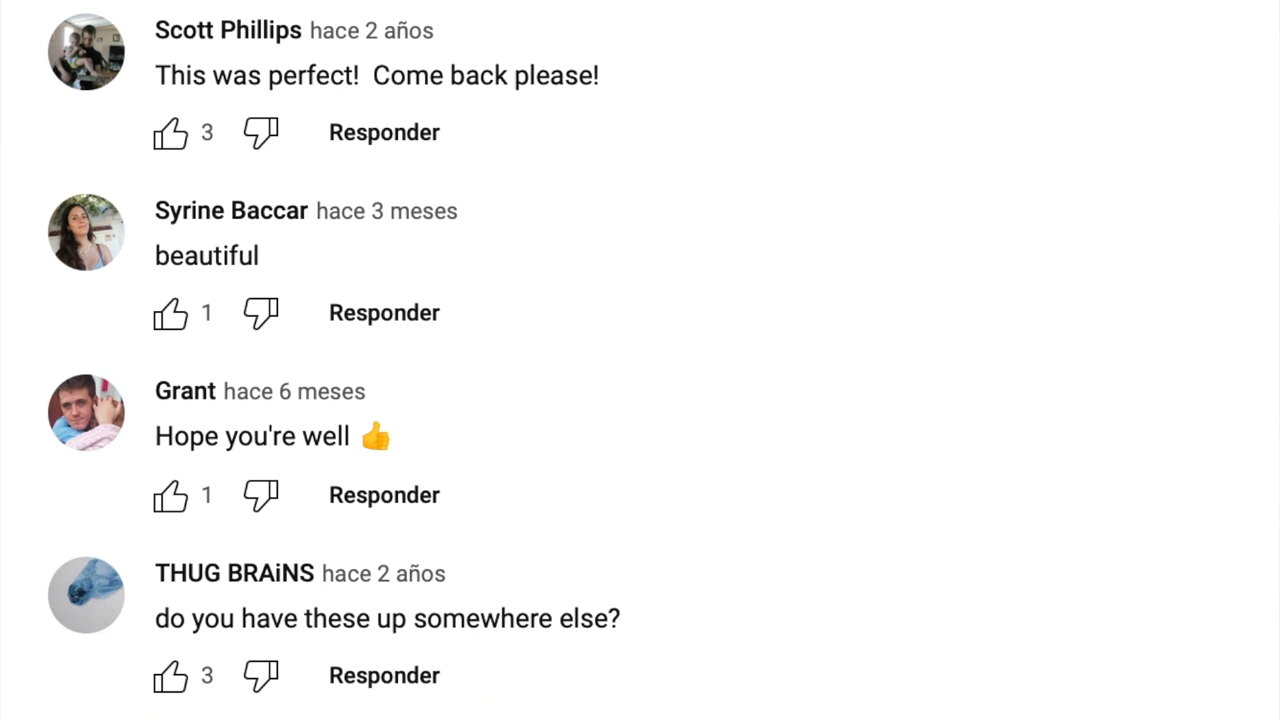 Scott Phillips hace 2 años
This was perfect!  Come back please!
3 Responder
Syrine Baccar hace 3 meses
beautiful
1 Responder
Grant hace 6 meses
Hope you're well 👍
1 Responder
THUG BRAiNS hace 2 años
do you have these up somewhere else?
3 Responder